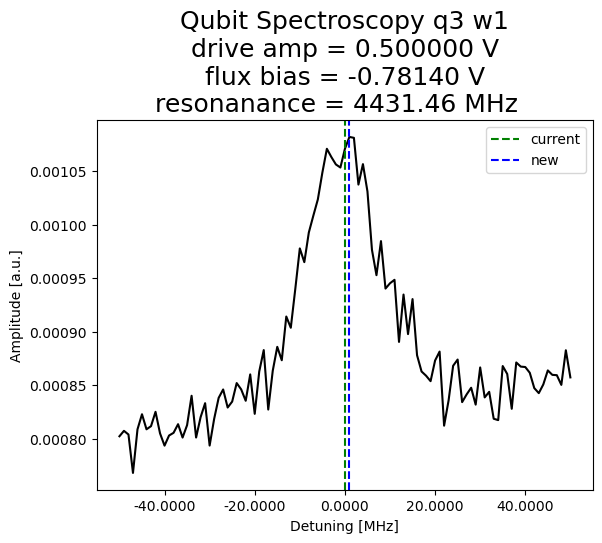 Qubit Spectroscopy q3 w1
drive amp = 0.500000 V
flux bias = -0.78140 V
resonanance = 4431.46 MHz
current
new
Amplitude [a.u.]
0.00105
0.00100
0.00095
0.00090
0.00085
0.00080
-40.0000 -20.0000 0.0000 20.0000 40.0000
Detuning [MHz]